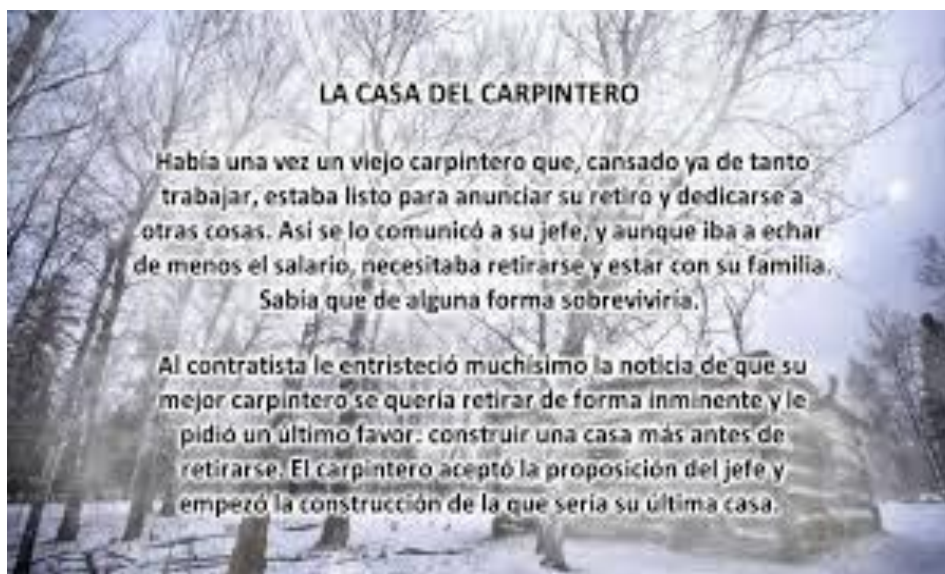 LA CASA DEL CARPINTERO
Había una vez un viejo carpintero que, cansado ya de tanto
trabajar, estaba listo para anunciar su retiro y dedicarse a
otras cosas. Así se lo comunicó a su jefe, y aunque iba a echar
de menos el salario, necesitaba retirarse y estar con su familia.
Sabía que de alguna forma sobreviviría.
Al contratista le entristeció muchísimo la noticia de que su
mejor carpintero se quería retirar de forma inminente y le
pidió un último favor: construir una casa más antes de
retirarse. El carpintero aceptó la proposición del jefe y
empezó la construcción de la que sería su última casa.